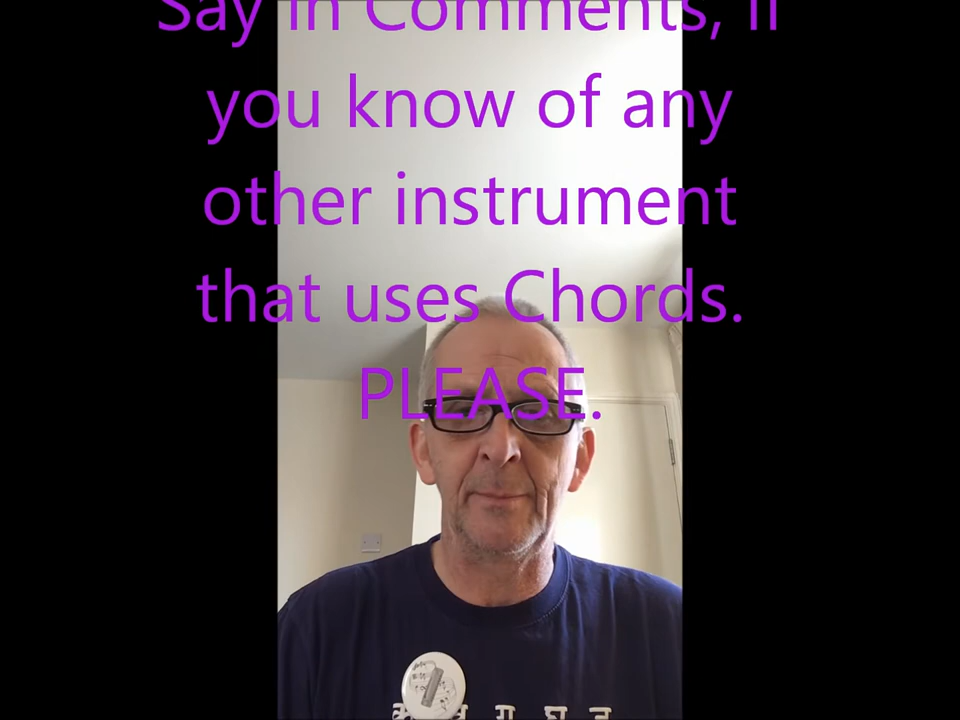 Say in Comments, if
you know of any
other instrument
that uses Chords.
PLEASE.
ग घ